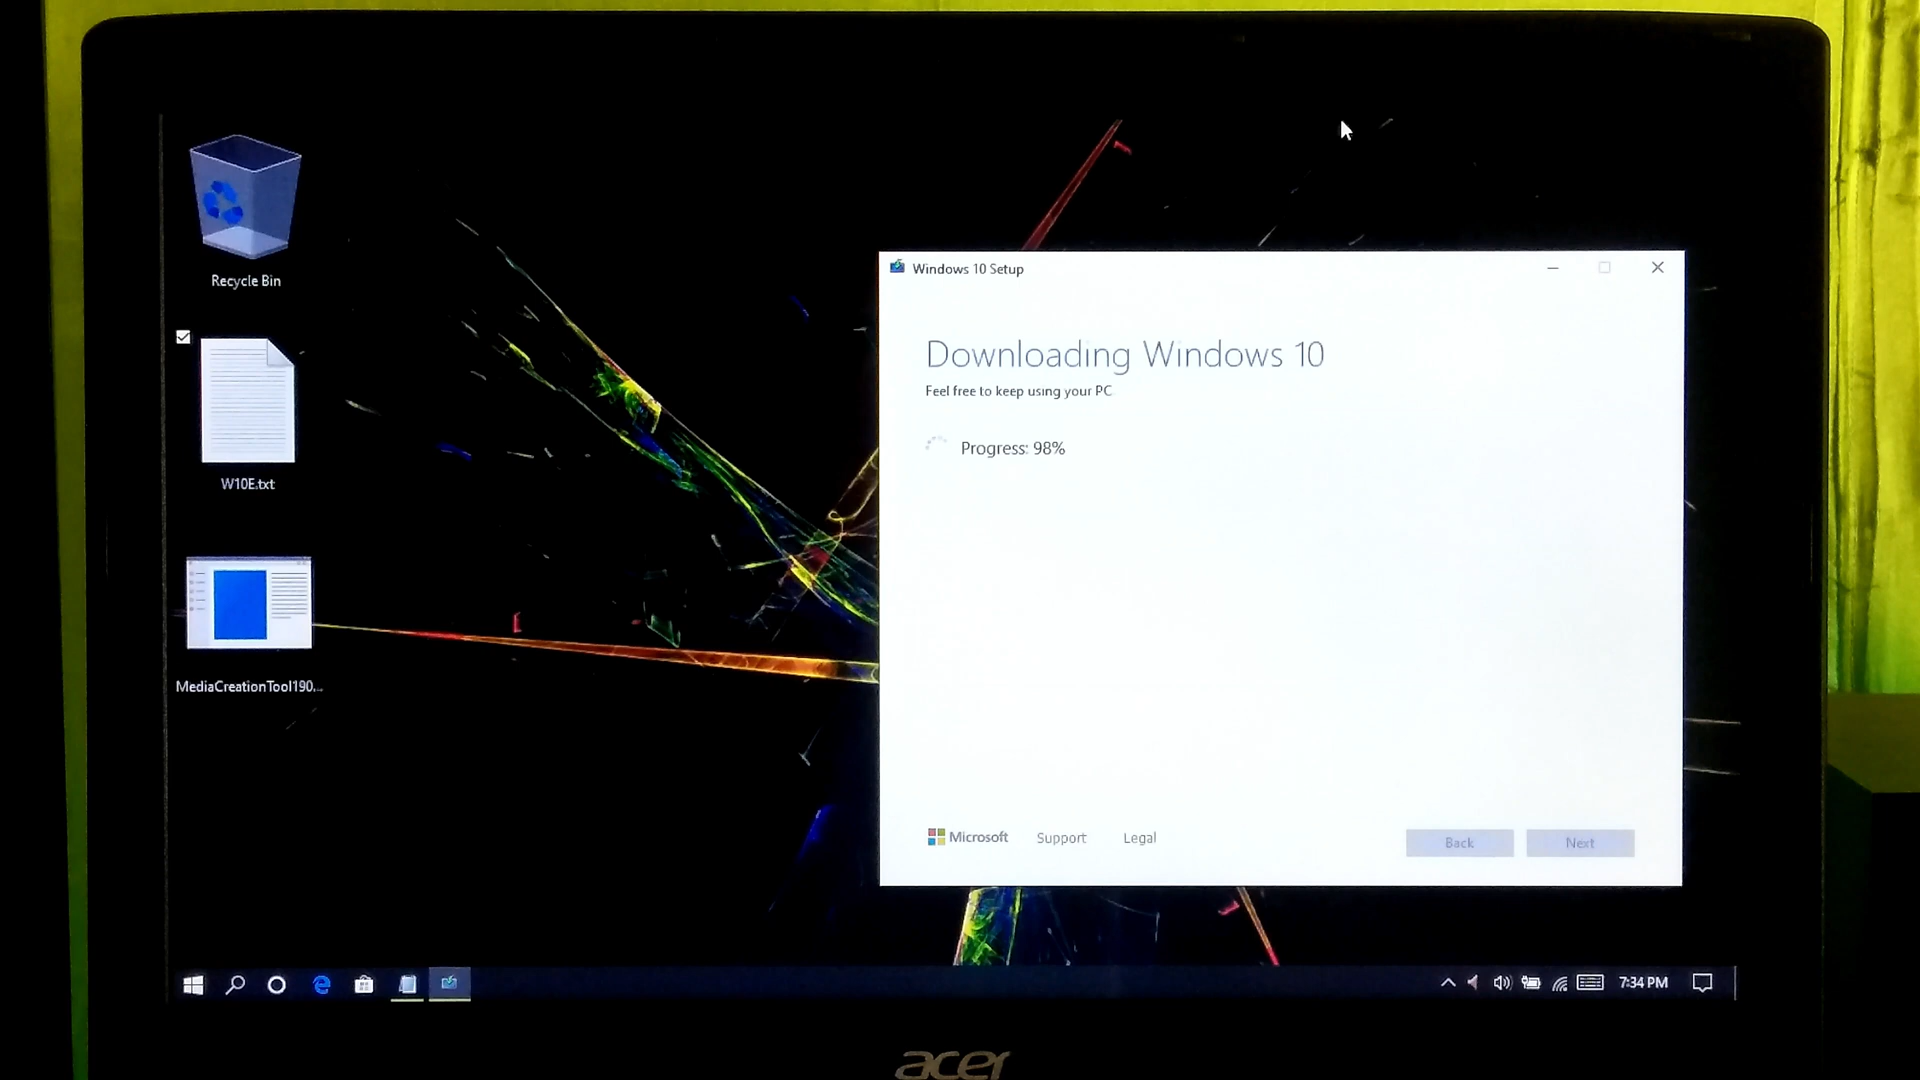 Recycle Bin
W10E.txt
MediaCreationTool190...
Windows 10 Setup
Downloading Windows 10
Feel free to keep using your PC
Progress: 98%
Microsoft
Support
Legal
Back
Next
7:34 PM
acer